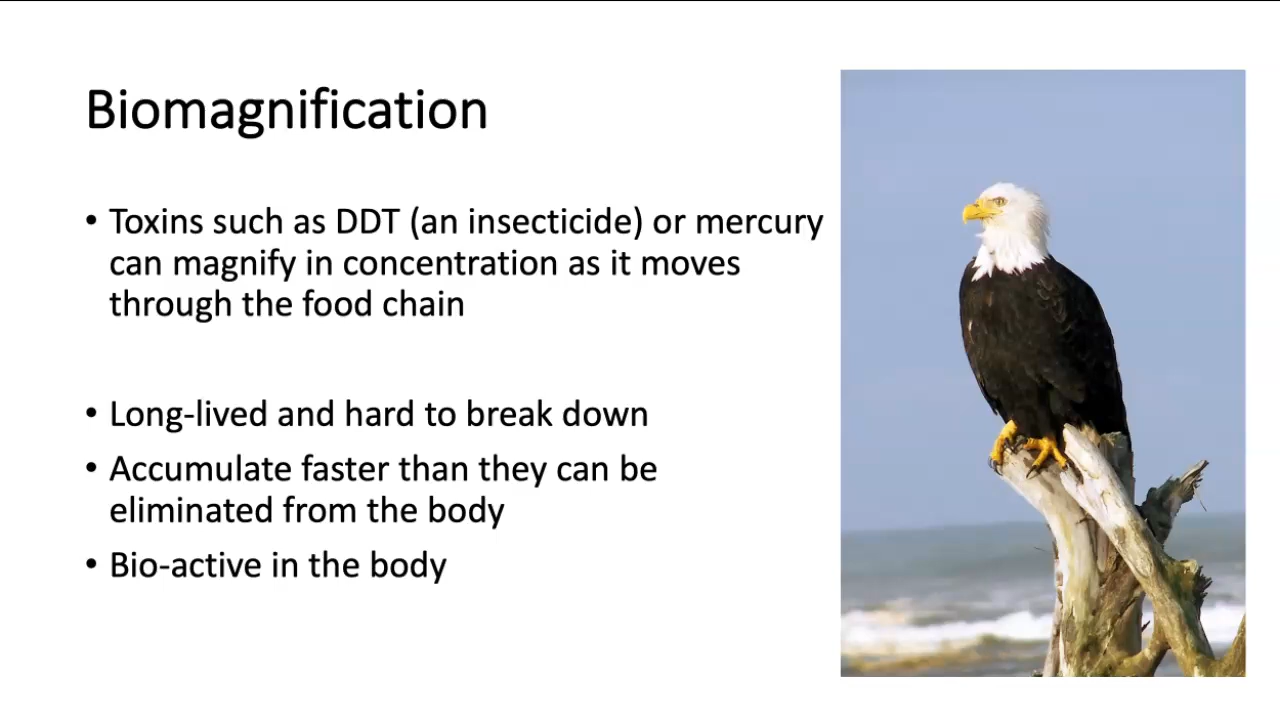 Biomagnification
• Toxins such as DDT (an insecticide) or mercury
can magnify in concentration as it moves
through the food chain
• Long-lived and hard to break down
• Accumulate faster than they can be
eliminated from the body
• Bio-active in the body